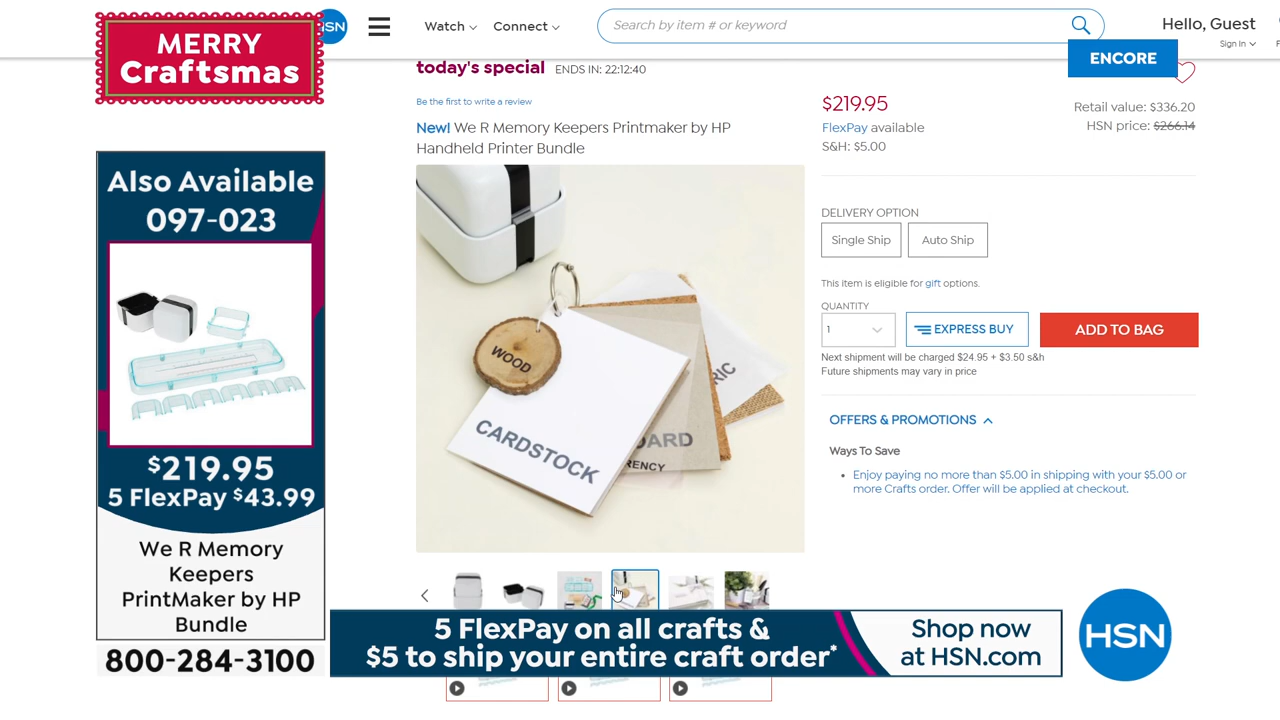 MERRY
Craftsmas
HSN
Watch
Connect
Search by item # or keyword
Hello, Guest
Sign In
ENCORE
today's special ENDS IN: 22:12:40
Be the first to write a review
New! We R Memory Keepers Printmaker by HP
Handheld Printer Bundle
$219.95
FlexPay available
S&H: $5.00
Retail value: $336.20
HSN price: $266.14
Also Available
097-023
$219.95
5 FlexPay $43.99
We R Memory
Keepers
PrintMaker by HP
Bundle
800-284-3100
WOOD
CARDSTOCK
DELIVERY OPTION
Single Ship
Auto Ship
This item is eligible for gift options.
QUANTITY
1
EXPRESS BUY
ADD TO BAG
Next shipment will be charged $24.95 + $3.50 s&h
Future shipments may vary in price
OFFERS & PROMOTIONS
Ways To Save
• Enjoy paying no more than $5.00 in shipping with your $5.00 or
more Crafts order. Offer will be applied at checkout.
5 FlexPay on all crafts &
$5 to ship your entire craft order*
Shop now
at HSN.com
HSN